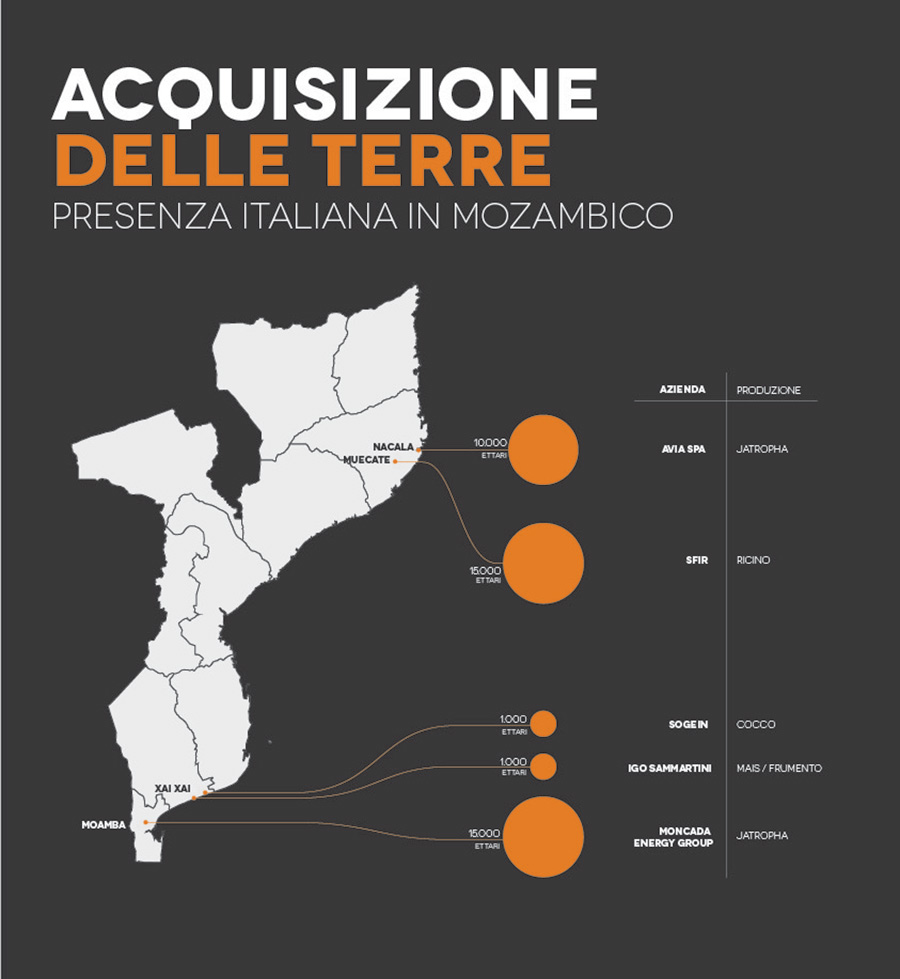 ACQUISIZIONE
DELLE TERRE
PRESENZA ITALIANA IN MOZAMBICO
AZIENDA PRODUZIONE
NACALA 10.000 ETTARI AVIA SPA JATROPHA
MUECATE 15.000 ETTARI SFIR RICINO
1.000 ETTARI SOGEIN COCCO
XAI XAI 1.000 ETTARI IGO SAMMARTINI MAIS / FRUMENTO
MOAMBA 15.000 ETTARI MONCADA
ENERGY GROUP JATROPHA